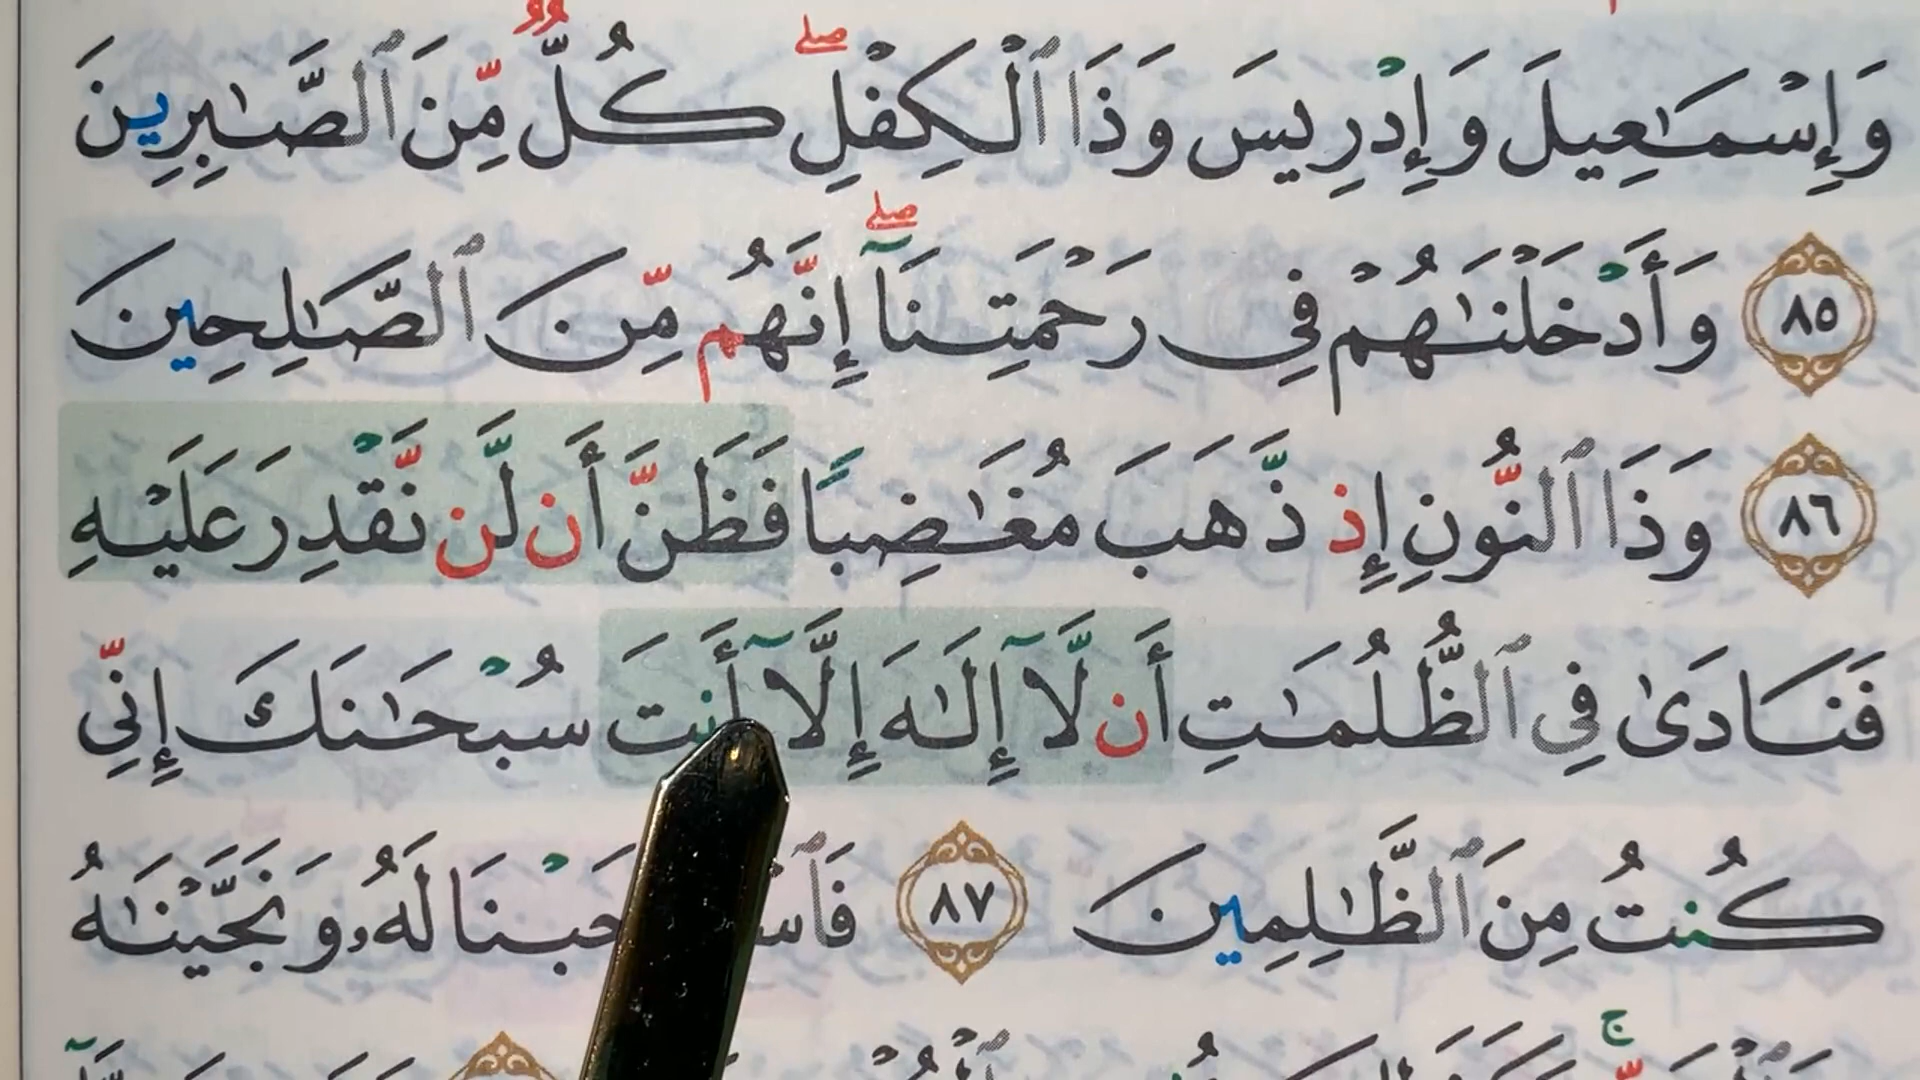 وَإِسْمَـٰعِيلَ وَإِدْرِيسَ وَذَا ٱلْكِفْلِ ۖ كُلٌّ مِّنَ ٱلصَّـٰبِرِينَ
٨٥ وَأَدْخَلْنَـٰهُمْ فِى رَحْمَتِنَآ ۖ إِنَّهُم مِّنَ ٱلصَّـٰلِحِينَ
٨٦ وَذَا ٱلنُّونِ إِذ ذَّهَبَ مُغَـٰضِبًا فَظَنَّ أَن لَّن نَّقْدِرَ عَلَيْهِ
فَنَادَىٰ فِى ٱلظُّلُمَـٰتِ أَن لَّآ إِلَـٰهَ إِلَّآ أَنتَ سُبْحَـٰنَكَ إِنِّى
كُنتُ مِنَ ٱلظَّـٰلِمِينَ ٨٧ لَهُۥ وَنَجَّيْنَـٰهُ